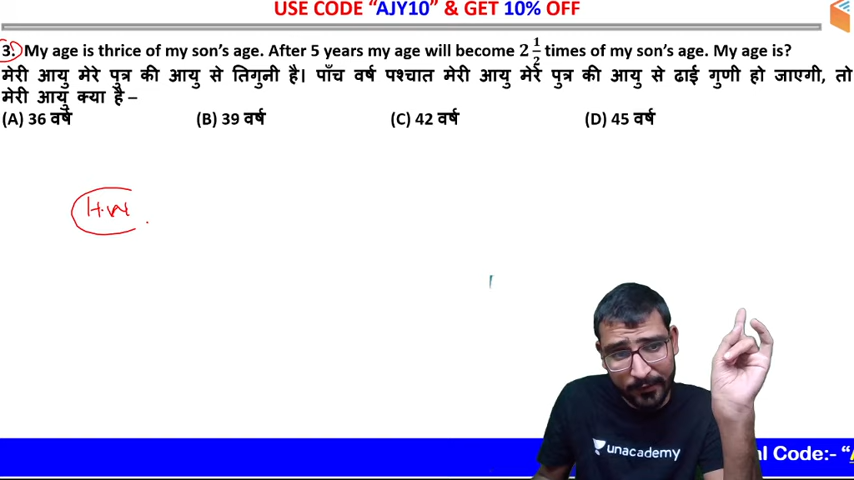 USE CODE “AJY10” & GET 10% OFF
3. My age is thrice of my son’s age. After 5 years my age will become 2 1/2 times of my son’s age. My age is?
मेरी आयु मेरे पुत्र की आयु से तिगुनी है। पाँच वर्ष पश्चात मेरी आयु मेरे पुत्र की आयु से ढाई गुणी हो जाएगी, तो
मेरी आयु क्या है –
(A) 36 वर्ष (B) 39 वर्ष (C) 42 वर्ष (D) 45 वर्ष
H.W
unacademy
al Code:- “